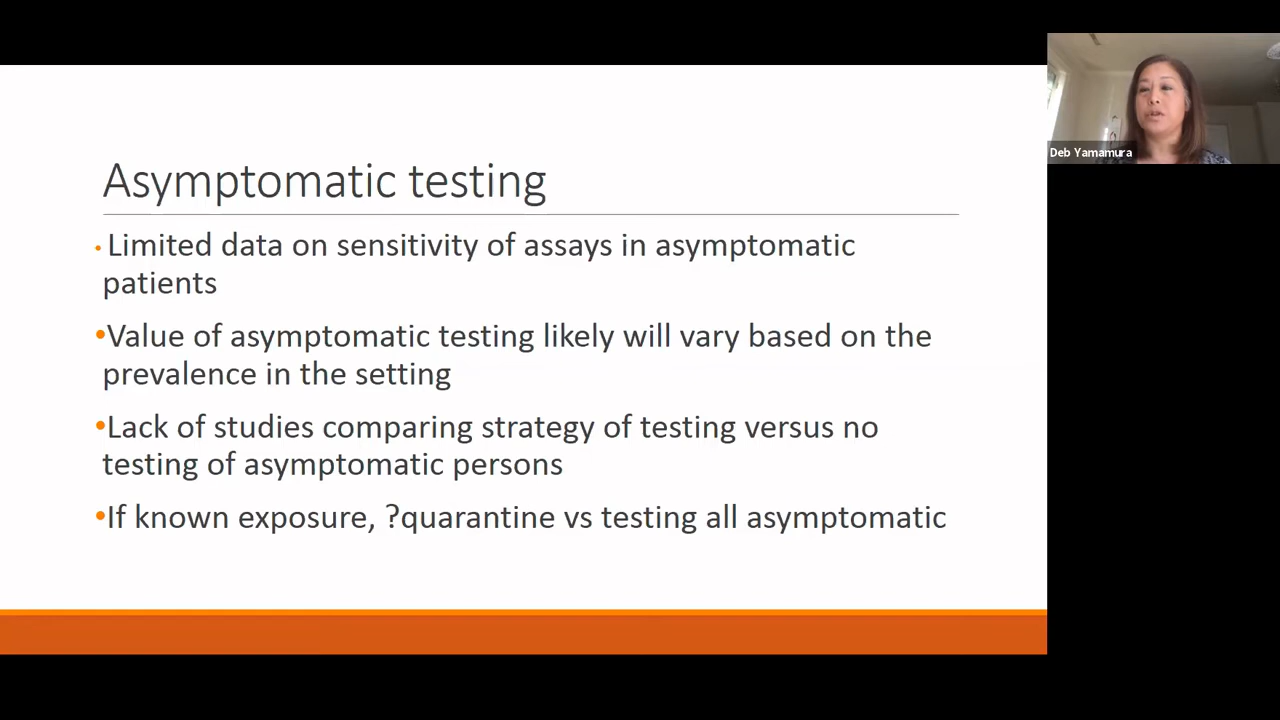 Asymptomatic testing
• Limited data on sensitivity of assays in asymptomatic
patients
•Value of asymptomatic testing likely will vary based on the
prevalence in the setting
•Lack of studies comparing strategy of testing versus no
testing of asymptomatic persons
•If known exposure, ?quarantine vs testing all asymptomatic
Deb Yamamura